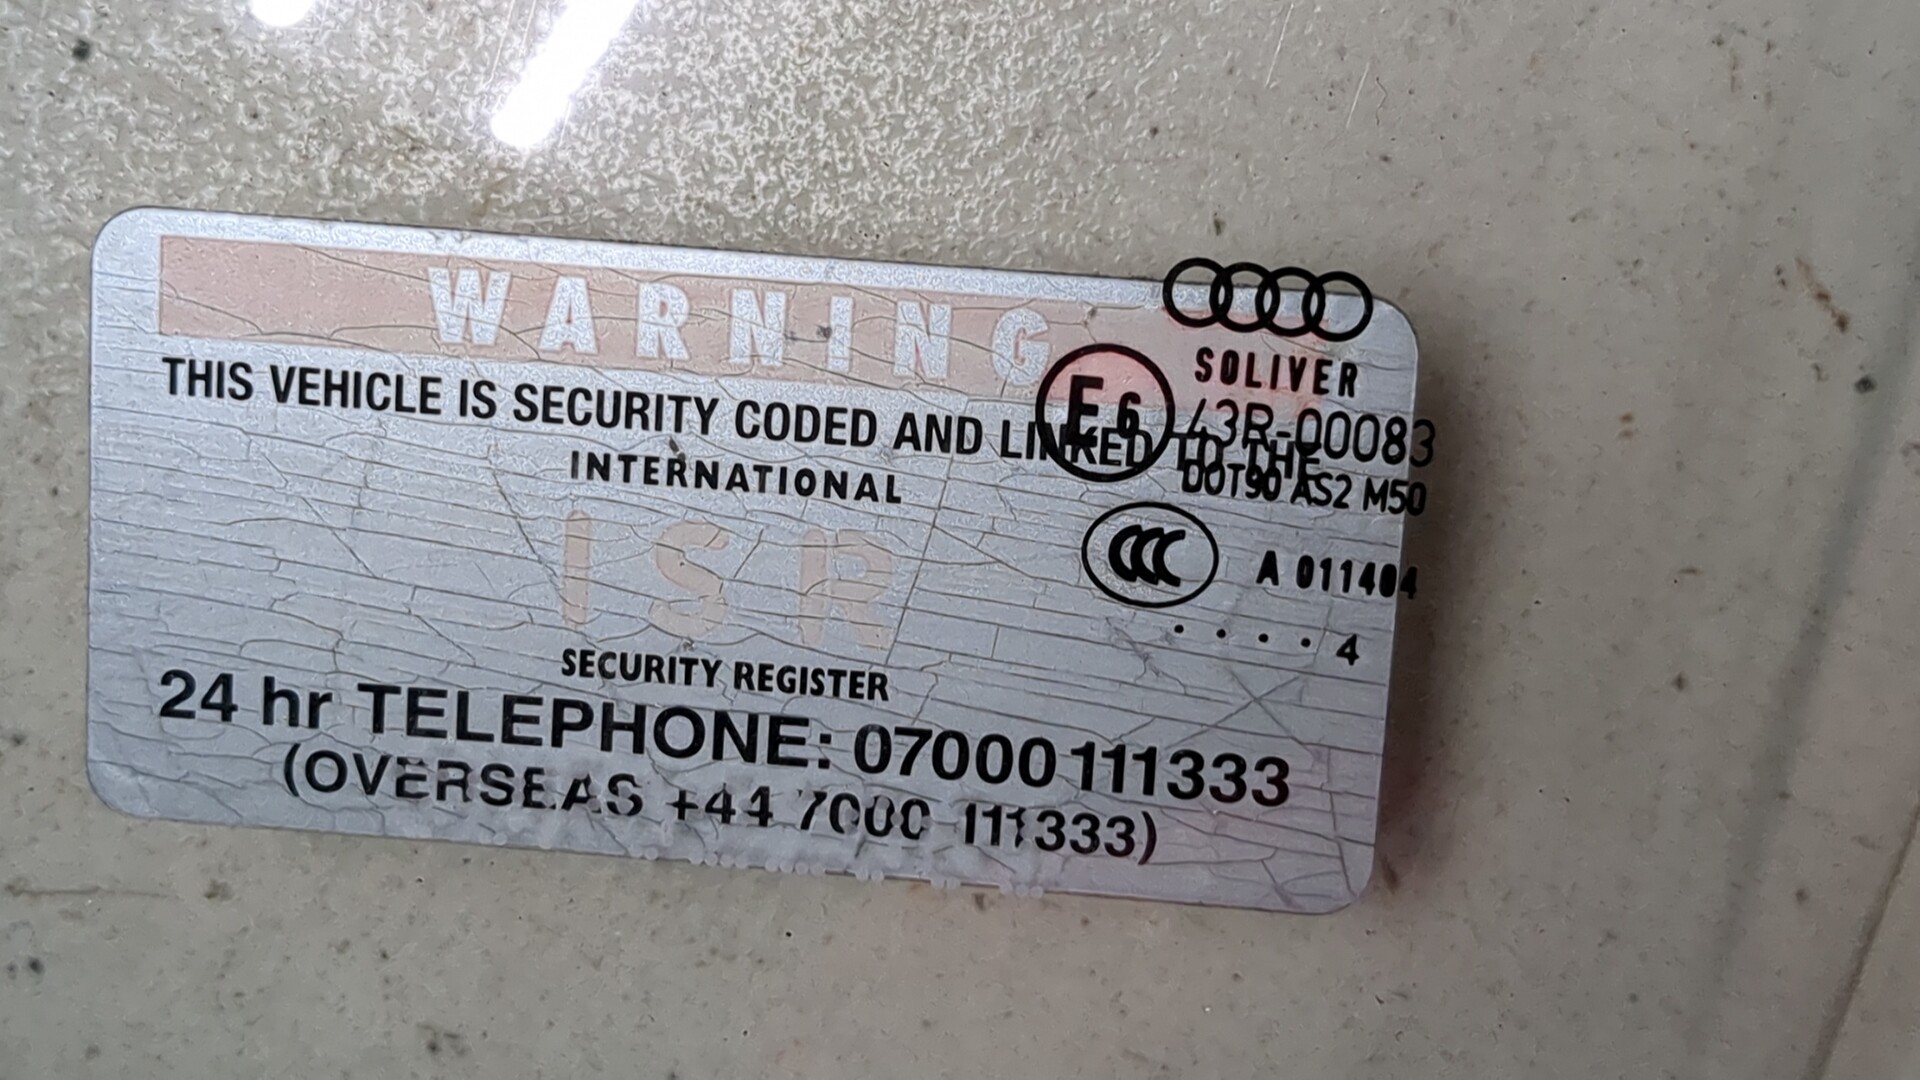 WARNING
THIS VEHICLE IS SECURITY CODED AND LINKED TO THE
INTERNATIONAL
ISR
SECURITY REGISTER
24 hr TELEPHONE: 07000 111333
(OVERSEAS +44 7000 111333)
SOLIVER
E6 43R-00083
DOT90 AS2 M50
CCC A 011404
. . . . 4